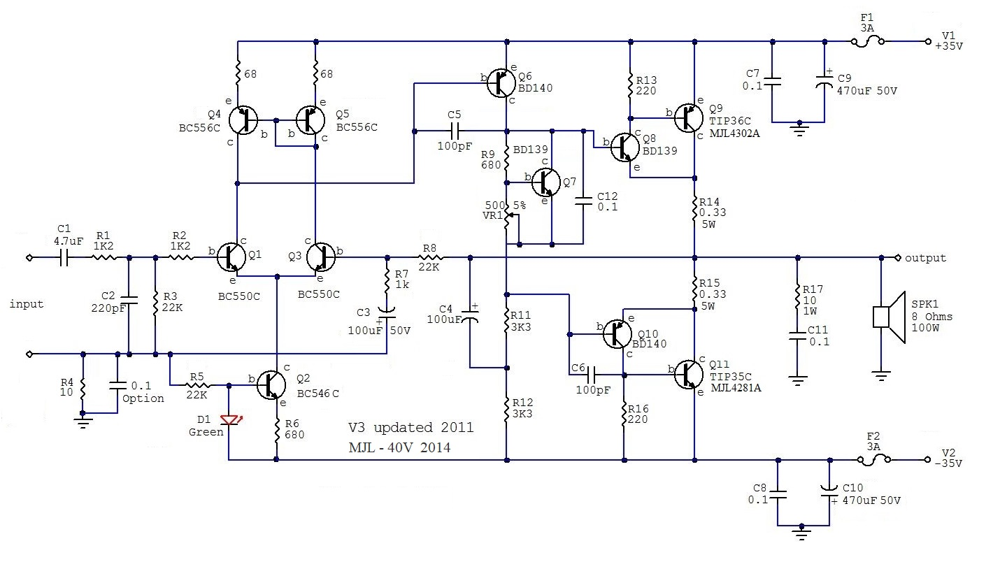 F1
3A
V1
+35V
68
68
b
e
Q6
BD140
c
C7
0.1
+
C9
470uF 50V
R13
220
e
Q4
BC556C
b
c
e
Q5
BC556C
b
c
C5
100pF
b
e
Q9
TIP36C
MJL4302A
c
R9
680
BD139
c
b
Q7
e
b
c
Q8
BD139
e
500 5%
VR1
C12
0.1
R14
0.33
5W
C1
4.7uF
R1
1K2
R2
1K2
b
c
Q1
e
BC550C
c
Q3
b
e
BC550C
R8
22K
output
input
C2
220pF
R3
22K
R7
1k
C3
100uF
+
50V
C4
100uF
+
R11
3K3
R15
0.33
5W
R17
10
1W
C11
0.1
SPK1
8 Ohms
100W
b
e
Q10
BD140
c
C6
100pF
b
c
Q11
TIP35C
MJL4281A
e
R4
10
0.1
Option
R5
22K
b
c
Q2
BC546C
e
D1
Green
R6
680
R12
3K3
R16
220
V3 updated 2011
MJL - 40V 2014
F2
3A
V2
-35V
C8
0.1
C10
+
470uF 50V